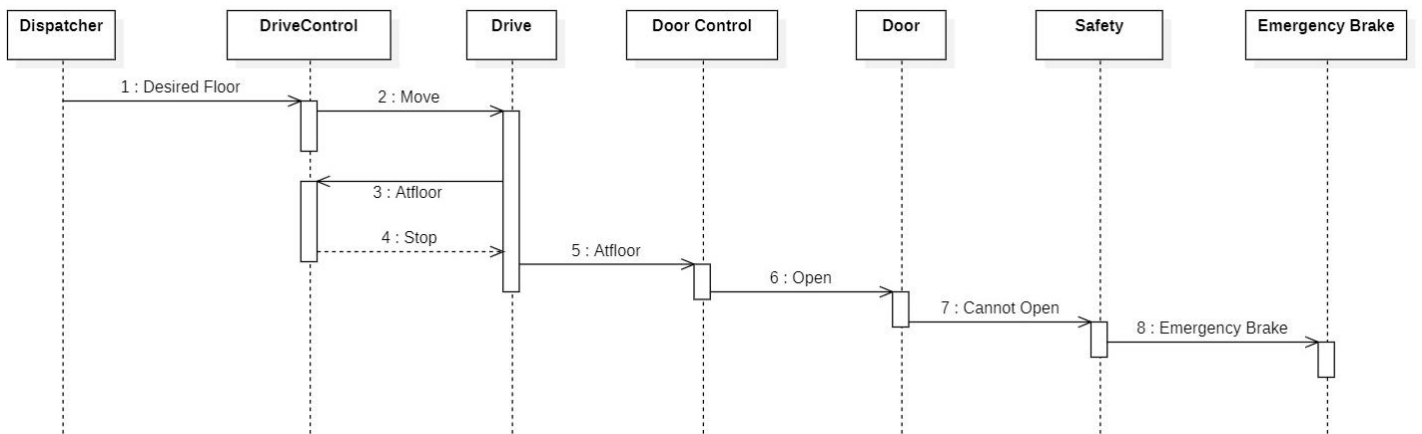 Dispatcher
DriveControl
Drive
Door Control
Door
Safety
Emergency Brake
1 : Desired Floor
2 : Move
3 : Atfloor
4 : Stop
5 : Atfloor
6 : Open
7 : Cannot Open
8 : Emergency Brake